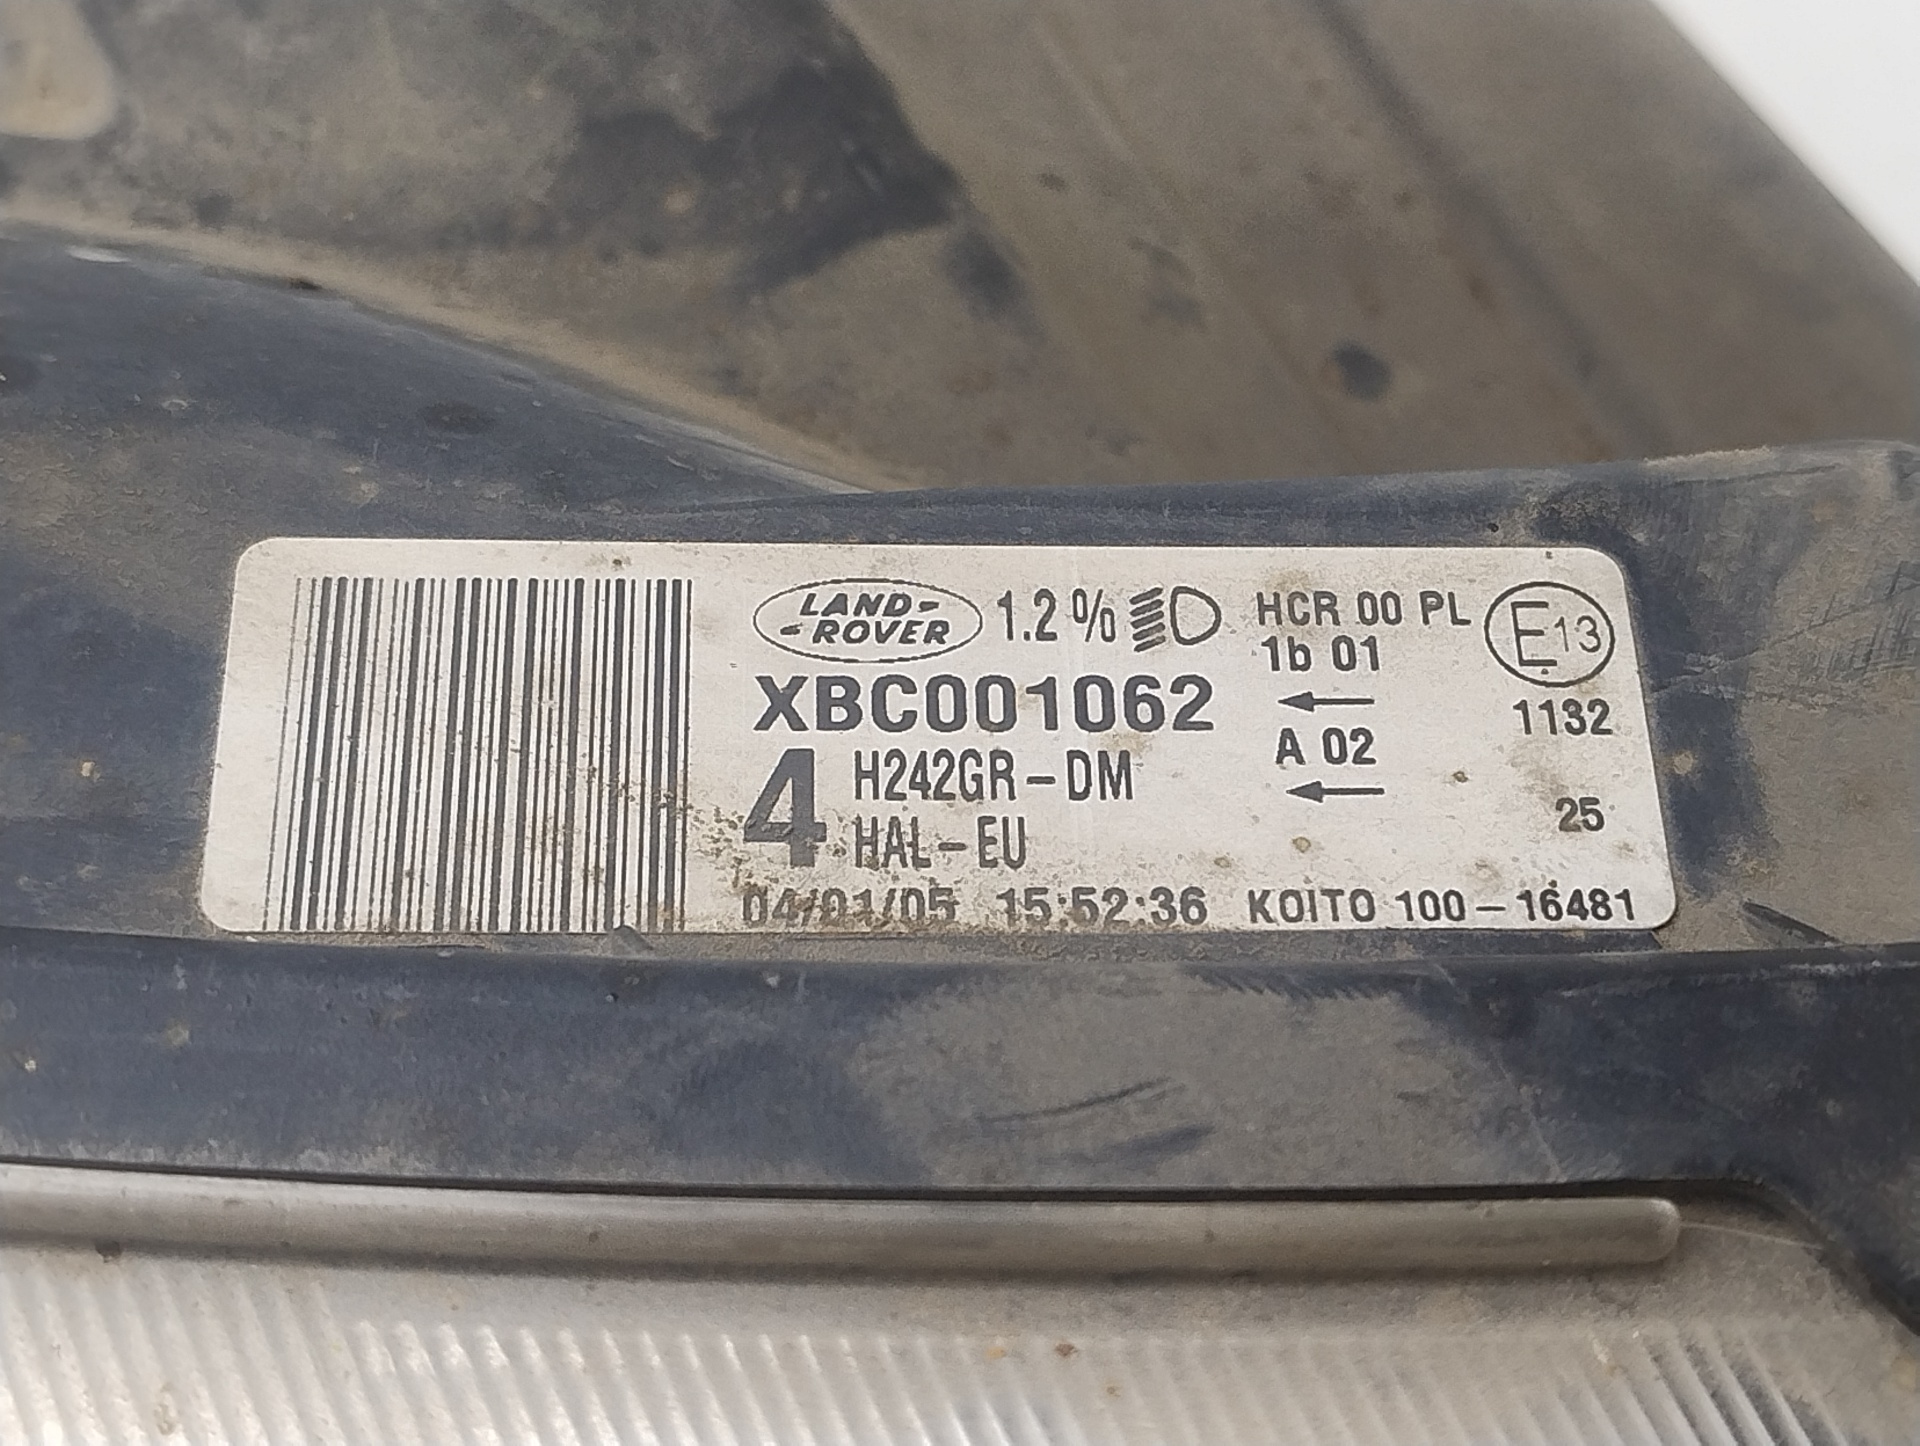 LAND-
-ROVER
1.2% HCR 00 PL E13
1b 01
XBC001062
1132
A 02
4 H242GR-DM
25
HAL-EU
04/01/05 15:52:36 KOITO 100-16481